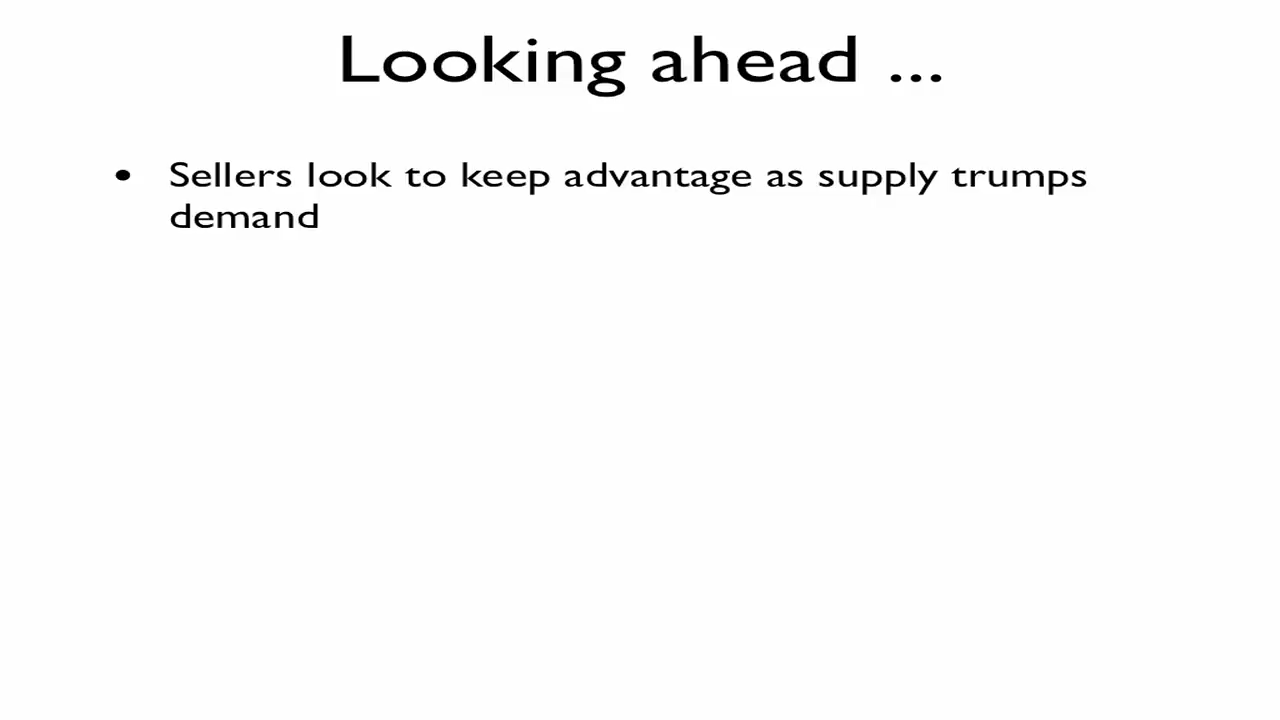 Looking ahead ...
• Sellers look to keep advantage as supply trumps
demand